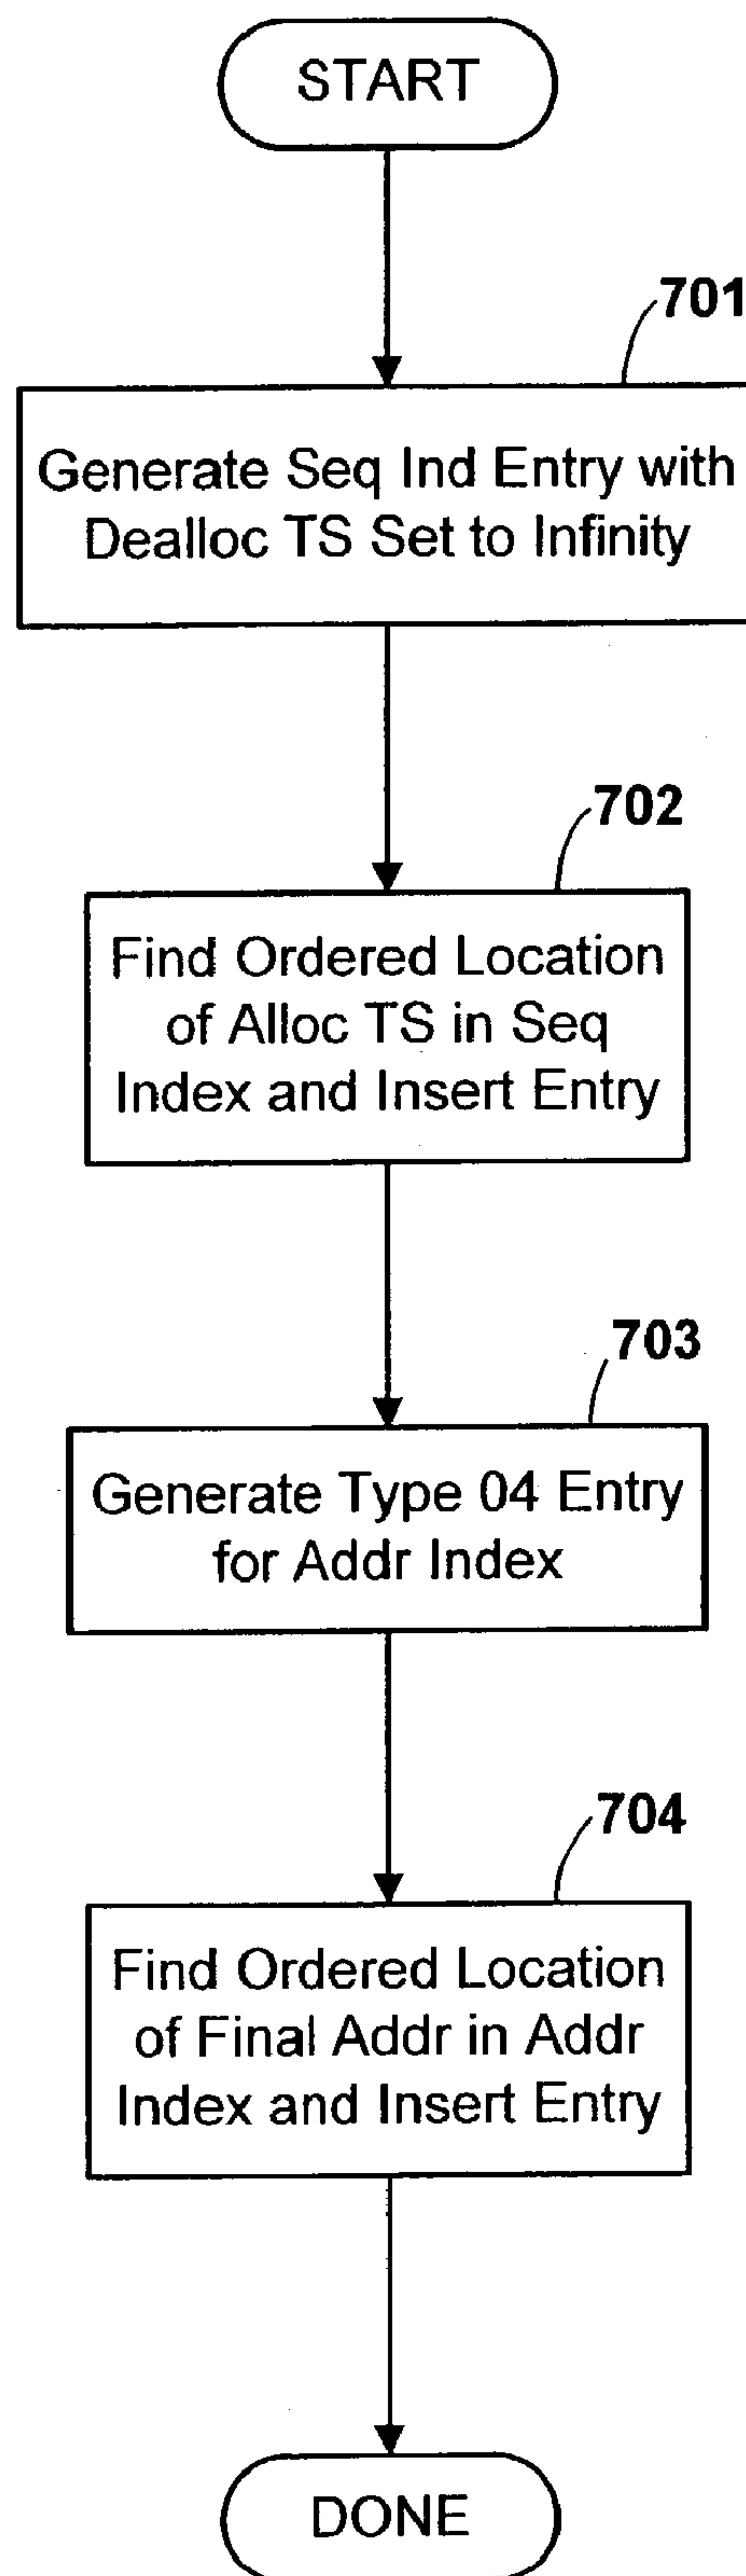 START
701
Generate Seq Ind Entry with
Dealloc TS Set to Infinity
702
Find Ordered Location
of Alloc TS in Seq
Index and Insert Entry
703
Generate Type 04 Entry
for Addr Index
704
Find Ordered Location
of Final Addr in Addr
Index and Insert Entry
DONE